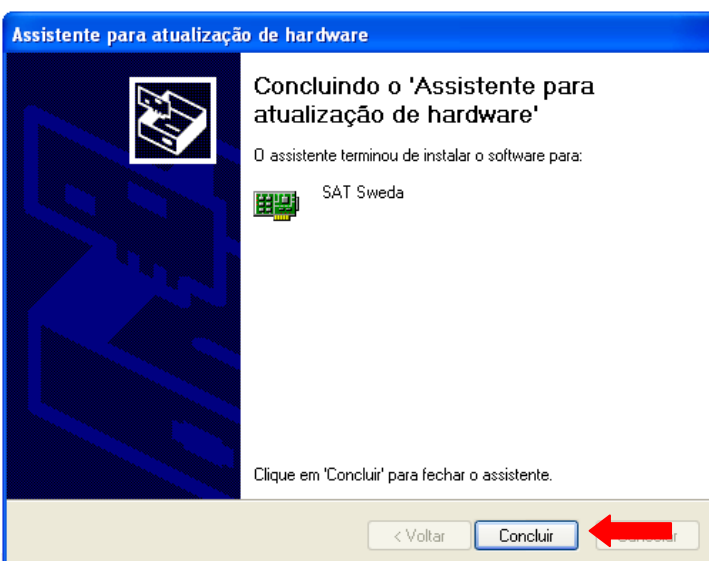 Assistente para atualização de hardware
Concluindo o 'Assistente para
atualização de hardware'
O assistente terminou de instalar o software para:
SAT Sweda
Clique em 'Concluir' para fechar o assistente.
< Voltar
Concluir